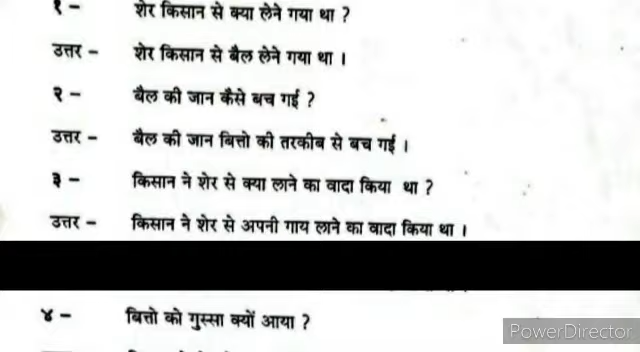 १ - शेर किसान से क्या लेने गया था ?
उत्तर - शेर किसान से बैल लेने गया था ।
२ - बैल की जान कैसे बच गई ?
उत्तर - बैल की जान बित्तो की तरकीब से बच गई ।
३ - किसान ने शेर से क्या लाने का वादा किया था ?
उत्तर - किसान ने शेर से अपनी गाय लाने का वादा किया था ।
४ - बित्तो को गुस्सा क्यों आया ?
PowerDirector